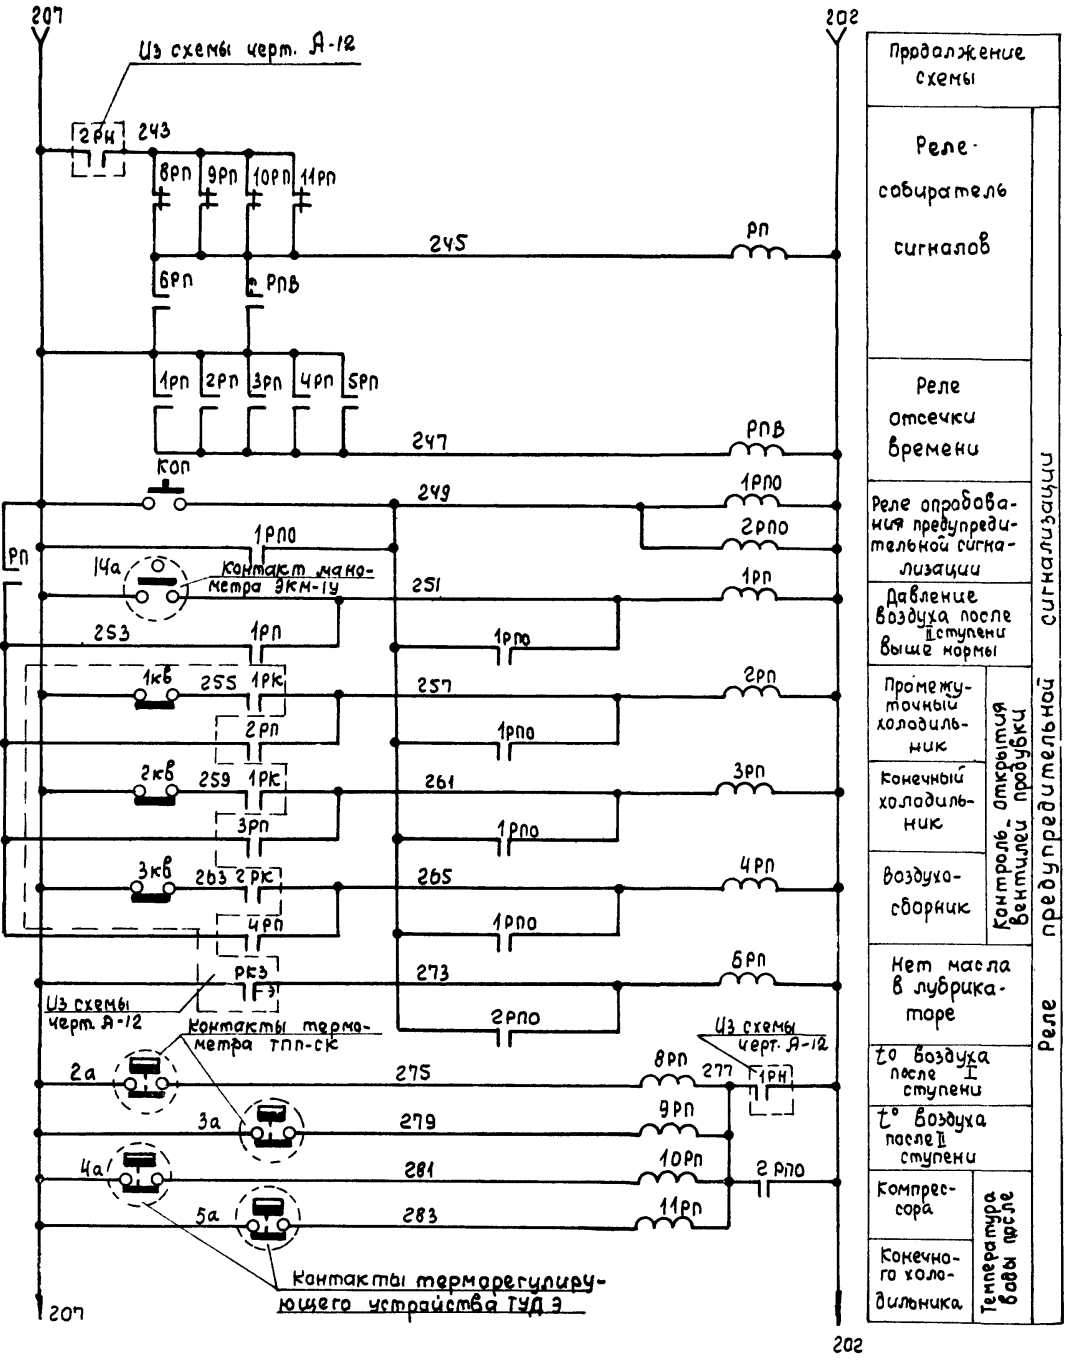 207
202
Из схемы черт. А-12
Продалжение
схемы
2РН
243
8РП
9РП
10РП
11РП
Реле-
собиратель
сигналов
245
РП
6РП
РПВ
1РП
2РП
3РП
4РП
5РП
247
РПВ
Реле
отсечки
времени
КОП
249
1РПО
2РПО
1РПО
РП
Реле опробова-
ния предупреди-
тельной сигна-
лизации
14а
Контакт мано-
метра ЭКМ-1У
251
1РП
253
1РП
1РПО
Давление
воздуха после
II ступени
выше нормы
1кв
255
1РК
257
2РП
2РП
1РПО
Промежу-
точный
холодиль-
ник
2кв
259
1РК
261
3РП
3РП
1РПО
Конечный
холодиль-
ник
3кв
263
2РК
265
4РП
4РП
1РПО
Воздухо-
сборник
Контроль открытия
вентилей продувки
РКЗ
273
6РП
2РПО
Нет масла
в лубрика-
торе
Из схемы
черт. А-12
Контакты термо-
метра ТПП-СК
Из схемы
черт. А-12
2а
275
8РП
277
1РН
t° воздуха
после I
ступени
3а
279
9РП
t° воздуха
после II
ступени
4а
281
10РП
2РПО
Компрес-
сора
5а
283
11РП
Конечно-
го холо-
дильника
Температура
воды после
Реле предупредительной сигнализации
Контакты терморегулиру-
ющего устройства ТУДЭ
207
202